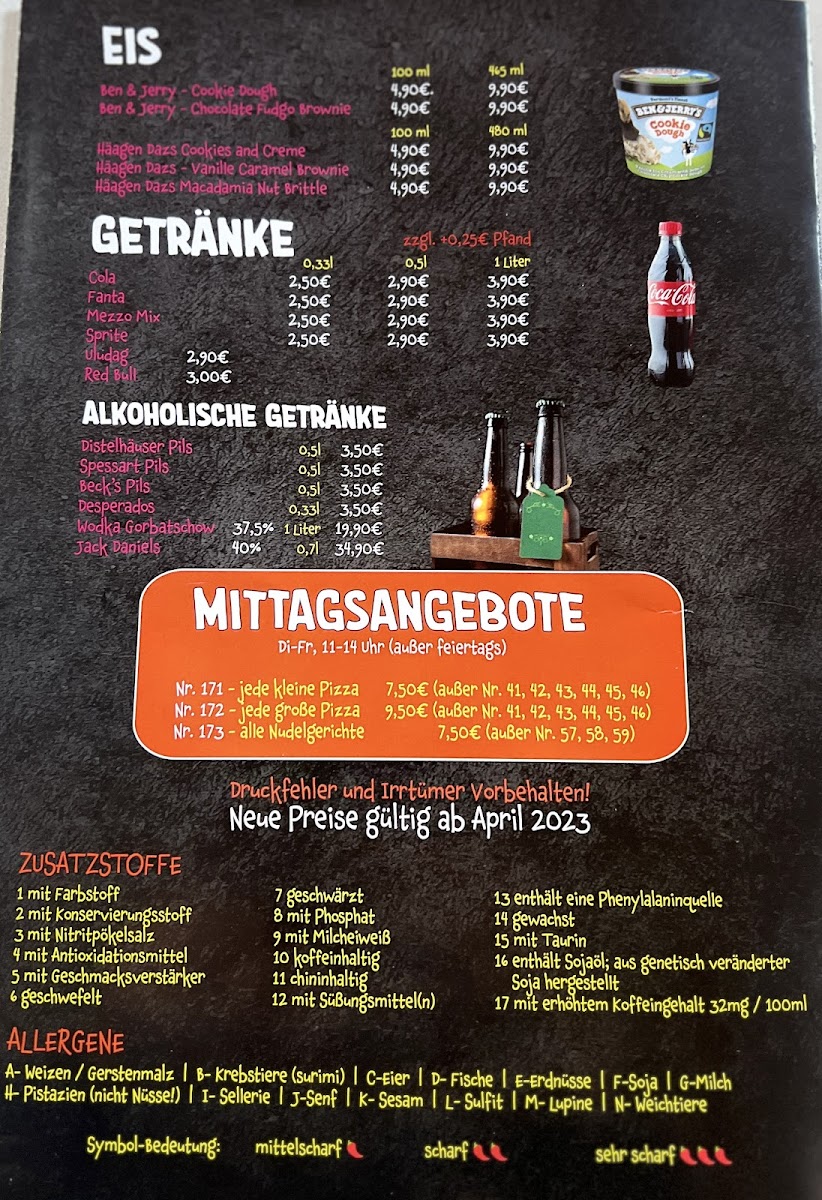 EIS
100 ml 465 ml
Ben & Jerry - Cookie Dough 4,90€. 9,90€
Ben & Jerry - Chocolate Fudgo Brownie 4,90€ 9,90€
100 ml 480 ml
Häagen Dazs Cookies and Creme 4,90€ 9,90€
Häagen Dazs - Vanille Caramel Brownie 4,90€ 9,90€
Häagen Dazs Macadamia Nut Brittle 4,90€ 9,90€
BEN & JERRY'S
Cookie
Dough
GETRÄNKE zzgl. +0,25€ Pfand
0,33l 0,5l 1 Liter
Cola 2,50€ 2,90€ 3,90€
Fanta 2,50€ 2,90€ 3,90€
Mezzo Mix 2,50€ 2,90€ 3,90€
Sprite 2,50€ 2,90€ 3,90€
Uludag 2,90€
Red Bull 3,00€
Coca-Cola
ALKOHOLISCHE GETRÄNKE
Distelhäuser Pils 0,5l 3,50€
Spessart Pils 0,5l 3,50€
Beck's Pils 0,5l 3,50€
Desperados 0,33l 3,50€
Wodka Gorbatschow 37,5% 1 Liter 19,90€
Jack Daniels 40% 0,7l 34,90€
MITTAGSANGEBOTE
Di-Fr, 11-14 Uhr (außer feiertags)
Nr. 171 - jede kleine Pizza 7,50€ (außer Nr. 41, 42, 43, 44, 45, 46)
Nr. 172 - jede große Pizza 9,50€ (außer Nr. 41, 42, 43, 44, 45, 46)
Nr. 173 - alle Nudelgerichte 7,50€ (außer Nr. 57, 58, 59)
Druckfehler und Irrtümer Vorbehalten!
Neue Preise gültig ab April 2023
ZUSATZSTOFFE
1 mit Farbstoff
2 mit Konservierungsstoff
3 mit Nitritpökelsalz
4 mit Antioxidationsmittel
5 mit Geschmacksverstärker
6 geschwefelt
7 geschwärzt
8 mit Phosphat
9 mit Milcheiweiß
10 koffeinhaltig
11 chininhaltig
12 mit Süßungsmittel(n)
13 enthält eine Phenylalaninquelle
14 gewachst
15 mit Taurin
16 enthält Sojaöl; aus genetisch veränderter
Soja hergestellt
17 mit erhöhtem Koffeingehalt 32mg / 100ml
ALLERGENE
A- Weizen / Gerstenmalz | B- Krebstiere (surimi) | C-Eier | D- Fische | E-Erdnüsse | F-Soja | G-Milch
H- Pistazien (nicht Nüsse!) | I- Sellerie | J-Senf | K- Sesam | L- Sulfit | M- Lupine | N- Weichtiere
Symbol-Bedeutung: mittelscharf scharf sehr scharf